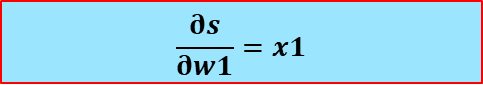 ∂s/∂w1 = x1